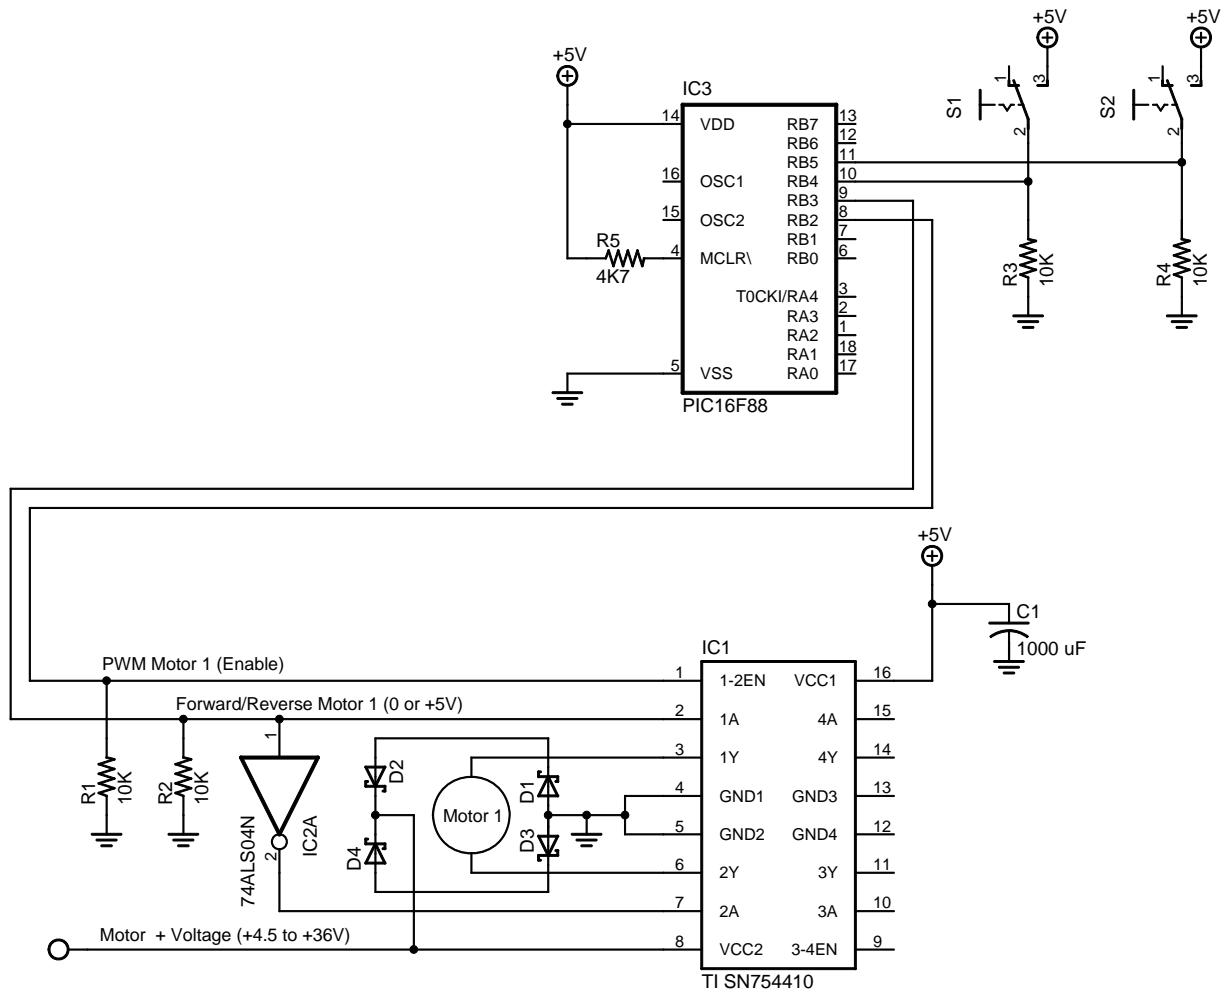 +5V
+5V
+5V
IC3
S1
1
3
2
S2
1
3
2
14
VDD
RB7
13
RB6
12
RB5
11
16
OSC1
RB4
10
RB3
9
15
OSC2
RB2
8
RB1
7
R5
4K7
4
MCLR\
RB0
6
R3
10K
R4
10K
T0CKI/RA4
3
RA3
2
RA2
1
RA1
18
5
VSS
RA0
17
PIC16F88
+5V
C1
1000 uF
IC1
PWM Motor 1 (Enable)
1
1-2EN
VCC1
16
Forward/Reverse Motor 1 (0 or +5V)
2
1A
4A
15
1
3
1Y
4Y
14
R1
10K
R2
10K
D2
D1
Motor 1
4
GND1
GND3
13
74ALS04N
2
IC2A
D4
D3
5
GND2
GND4
12
6
2Y
3Y
11
7
2A
3A
10
Motor + Voltage (+4.5 to +36V)
8
VCC2
3-4EN
9
TI SN754410